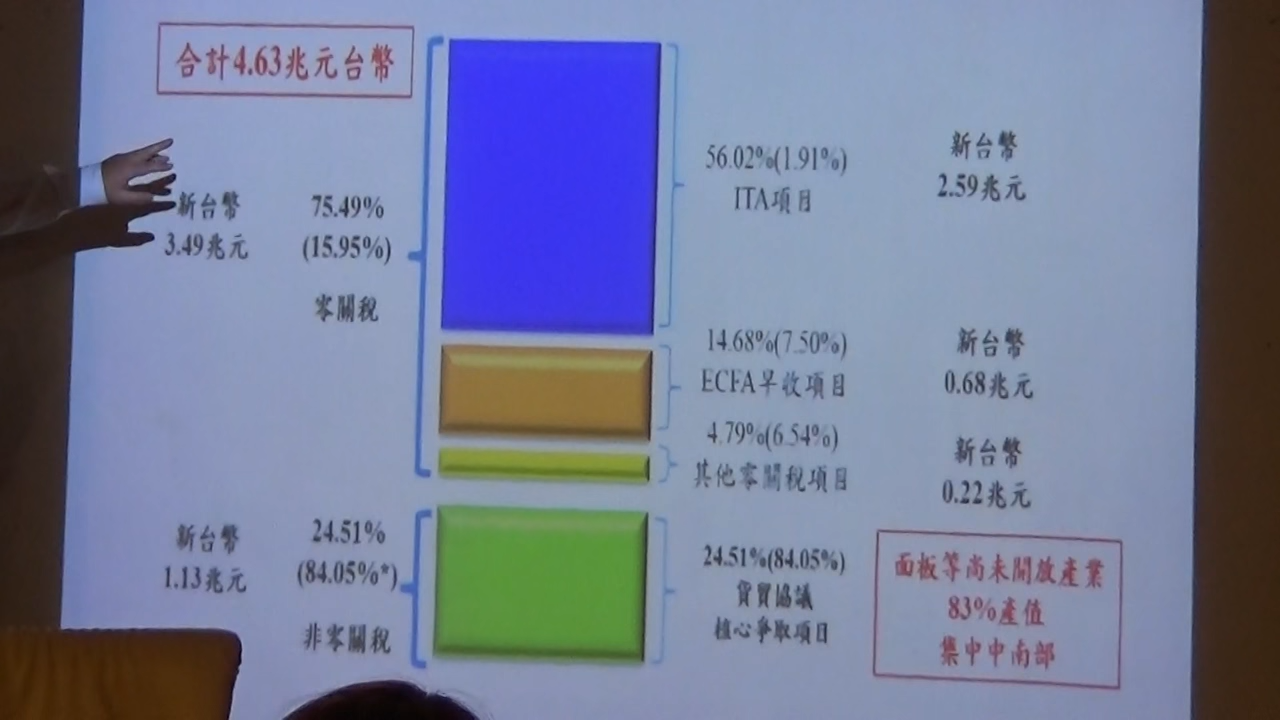 合計4.63兆元台幣
新台幣
3.49兆元
75.49%
(15.95%)
零關稅
56.02%(1.91%)
ITA項目
新台幣
2.59兆元
14.68%(7.50%)
ECFA早收項目
新台幣
0.68兆元
4.79%(6.54%)
其他零關稅項目
新台幣
0.22兆元
新台幣
1.13兆元
24.51%
(84.05%*)
非零關稅
24.51%(84.05%)
貨貿協議
核心爭取項目
面板等尚未開放產業
83%產值
集中中南部